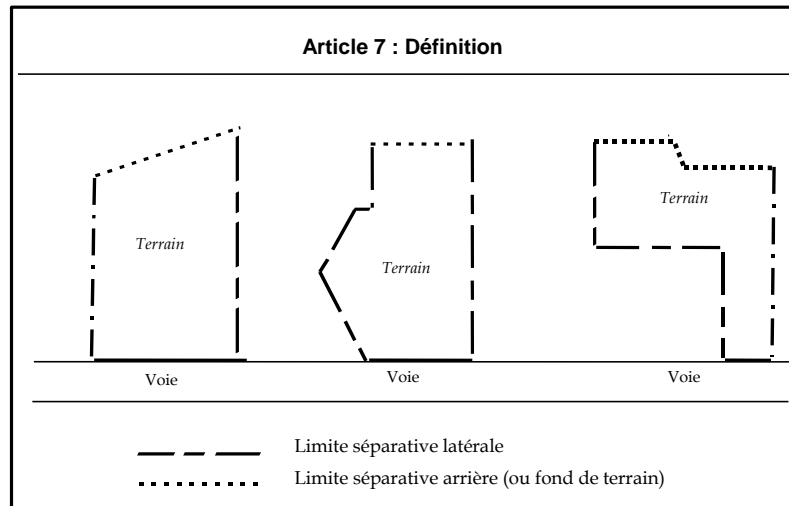 Article 7 : Définition
Terrain
Terrain
Terrain
Voie
Voie
Voie
Limite séparative latérale
Limite séparative arrière (ou fond de terrain)